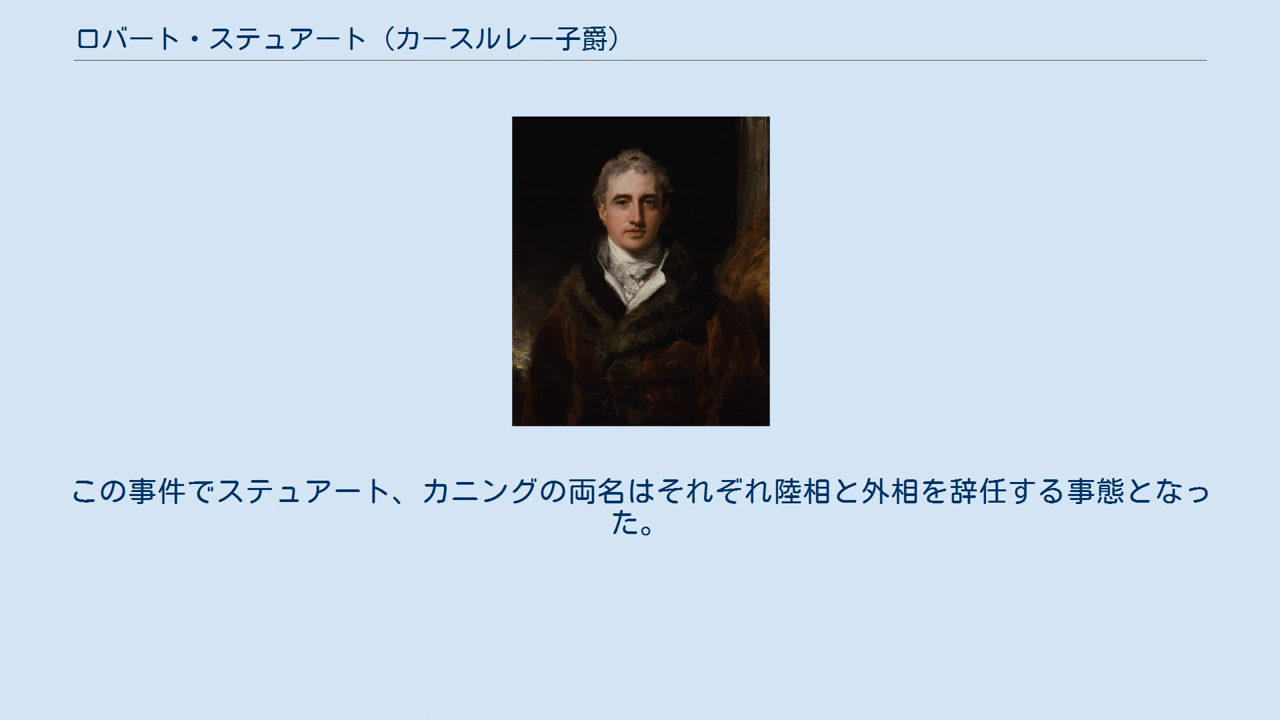 ロバート・ステュアート（カースルレー子爵）
この事件でステュアート、カニングの両名はそれぞれ陸相と外相を辞任する事態となっ
た。